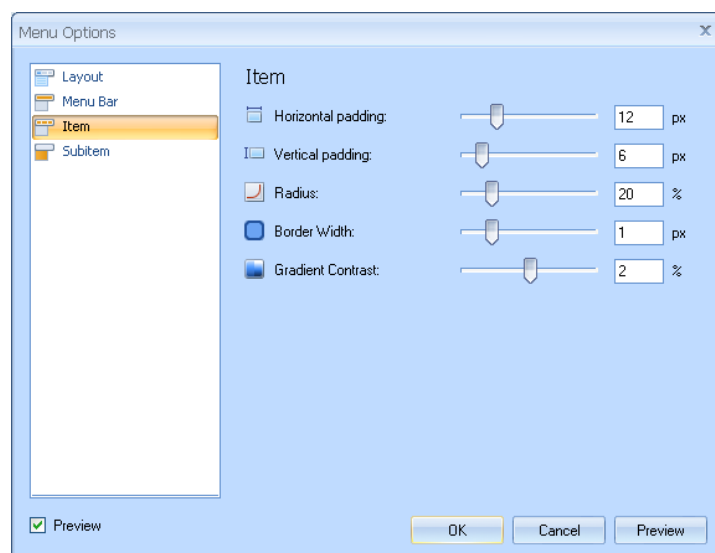 Menu Options
Layout
Menu Bar
Item
Subitem
Item
Horizontal padding: 12 px
Vertical padding: 6 px
Radius: 20 %
Border Width: 1 px
Gradient Contrast: 2 %
Preview
OK Cancel Preview